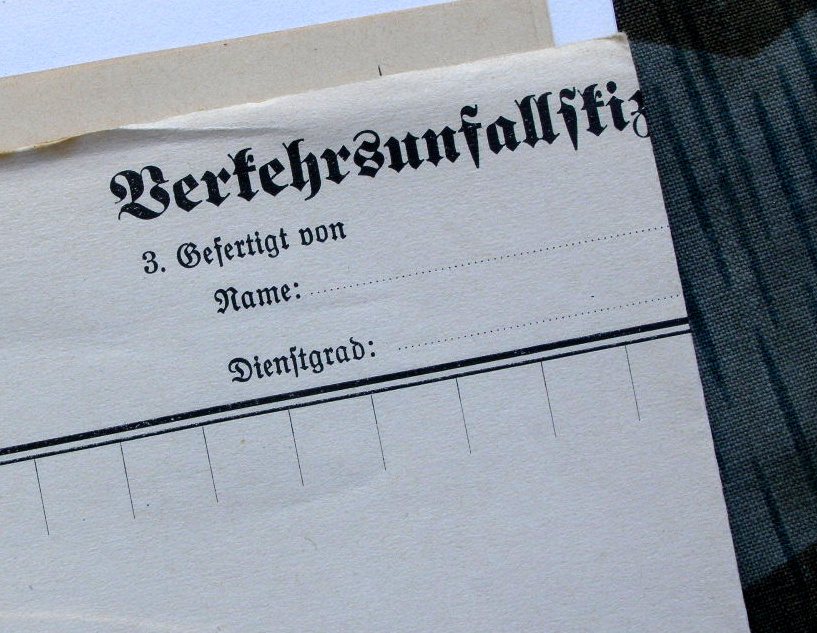 Verkehrsunfallskiz
3. Gefertigt von
Name:
Dienstgrad: